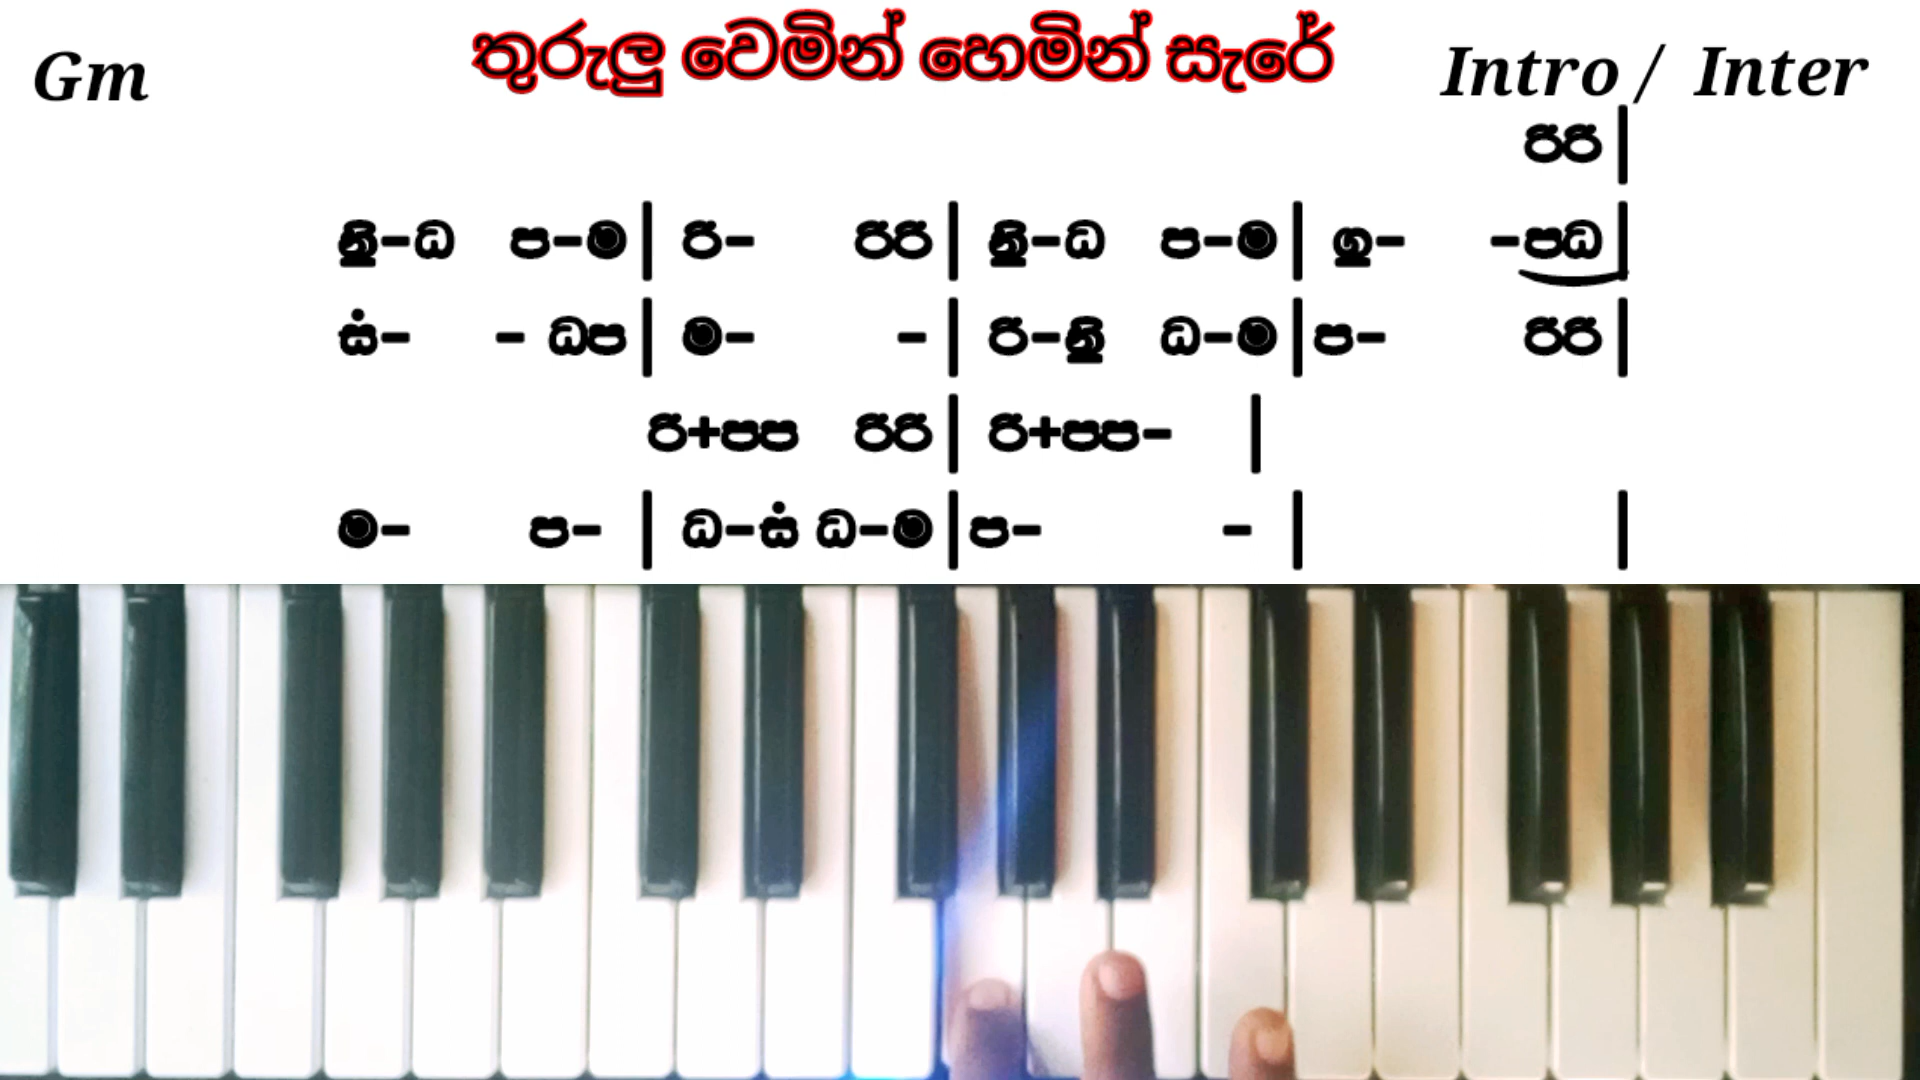 Gm තුරුලු වෙමින් හෙමින් සැරේ Intro / Inter
රිරි |
නි-ධ ප-ම | රි- රිරි | නි-ධ ප-ම | ග- -පධ |
සං- - ධප | ම- - | රි-නි ධ-ම | ප- රිරි |
රි+පප රිරි | රි+පප- |
ම- ප- | ධ-සං ධ-ම | ප- - | |